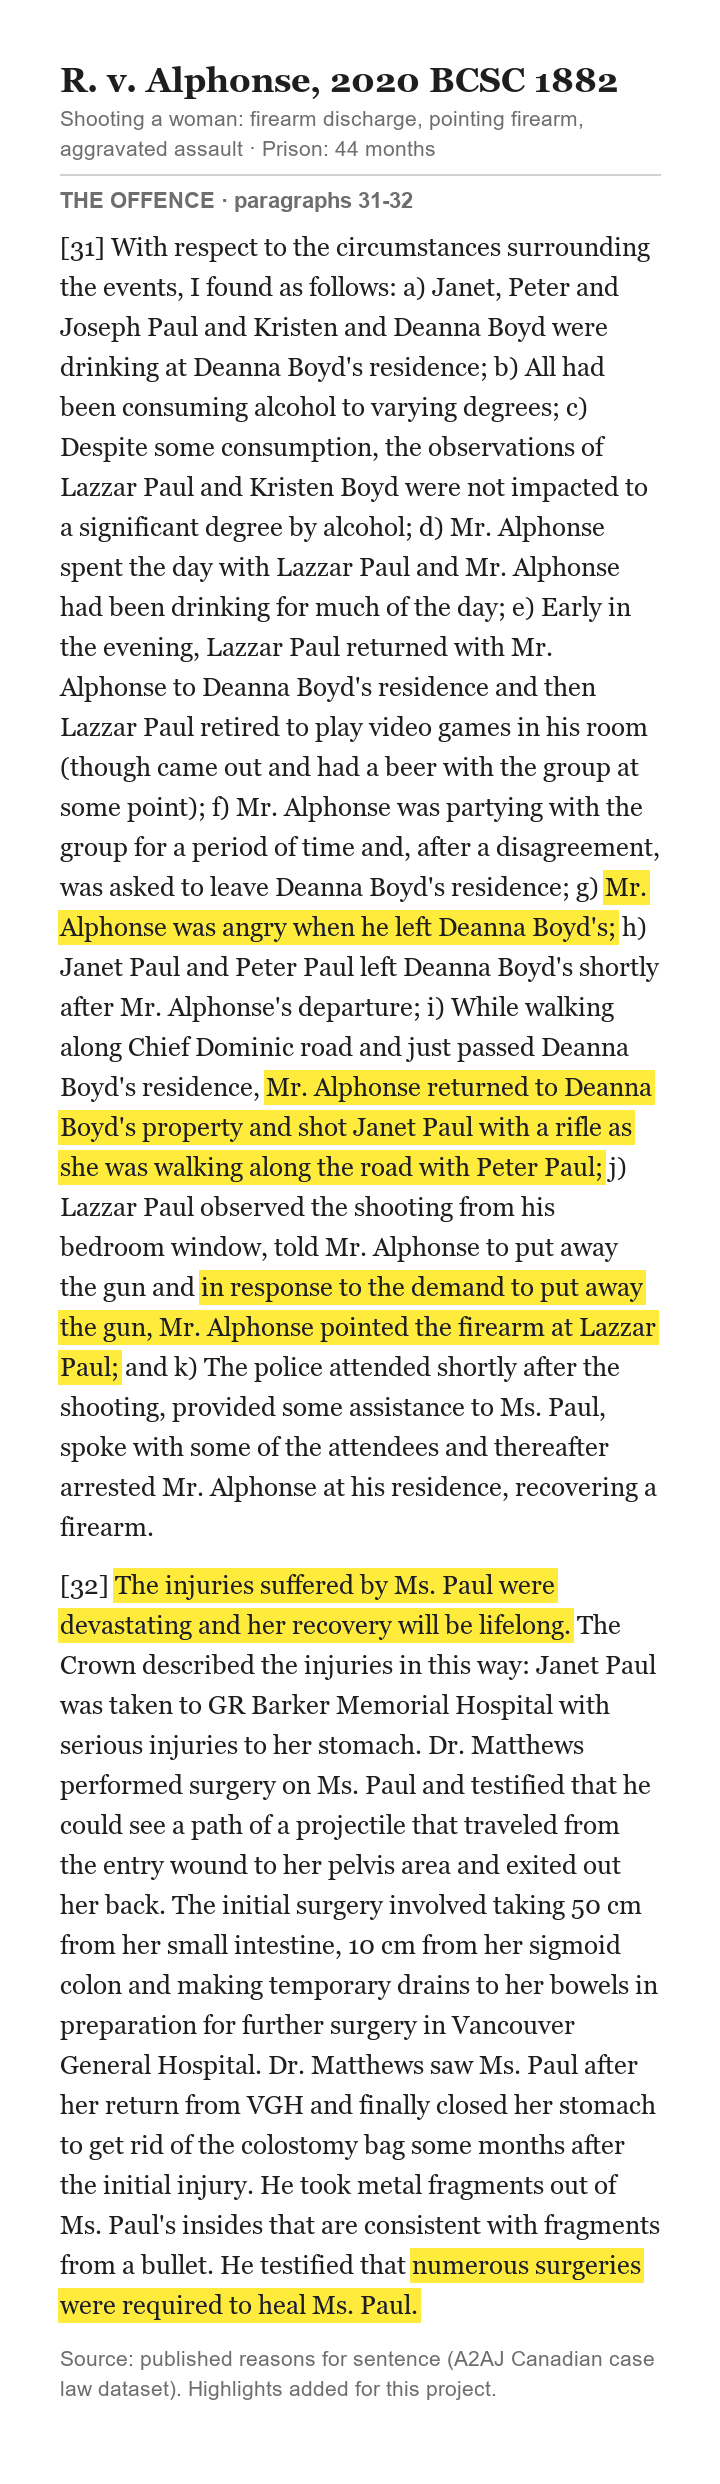 R. v. Alphonse, 2020 BCSC 1882
Shooting a woman: firearm discharge, pointing firearm,
aggravated assault · Prison: 44 months
THE OFFENCE · paragraphs 31-32
[31] With respect to the circumstances surrounding
the events, I found as follows: a) Janet, Peter and
Joseph Paul and Kristen and Deanna Boyd were
drinking at Deanna Boyd's residence; b) All had
been consuming alcohol to varying degrees; c)
Despite some consumption, the observations of
Lazzar Paul and Kristen Boyd were not impacted to
a significant degree by alcohol; d) Mr. Alphonse
spent the day with Lazzar Paul and Mr. Alphonse
had been drinking for much of the day; e) Early in
the evening, Lazzar Paul returned with Mr.
Alphonse to Deanna Boyd's residence and then
Lazzar Paul retired to play video games in his room
(though came out and had a beer with the group at
some point); f) Mr. Alphonse was partying with the
group for a period of time and, after a disagreement,
was asked to leave Deanna Boyd's residence; g) Mr.
Alphonse was angry when he left Deanna Boyd's; h)
Janet Paul and Peter Paul left Deanna Boyd's shortly
after Mr. Alphonse's departure; i) While walking
along Chief Dominic road and just passed Deanna
Boyd's residence, Mr. Alphonse returned to Deanna
Boyd's property and shot Janet Paul with a rifle as
she was walking along the road with Peter Paul; j)
Lazzar Paul observed the shooting from his
bedroom window, told Mr. Alphonse to put away
the gun and in response to the demand to put away
the gun, Mr. Alphonse pointed the firearm at Lazzar
Paul; and k) The police attended shortly after the
shooting, provided some assistance to Ms. Paul,
spoke with some of the attendees and thereafter
arrested Mr. Alphonse at his residence, recovering a
firearm.
[32] The injuries suffered by Ms. Paul were
devastating and her recovery will be lifelong. The
Crown described the injuries in this way: Janet Paul
was taken to GR Barker Memorial Hospital with
serious injuries to her stomach. Dr. Matthews
performed surgery on Ms. Paul and testified that he
could see a path of a projectile that traveled from
the entry wound to her pelvis area and exited out
her back. The initial surgery involved taking 50 cm
from her small intestine, 10 cm from her sigmoid
colon and making temporary drains to her bowels in
preparation for further surgery in Vancouver
General Hospital. Dr. Matthews saw Ms. Paul after
her return from VGH and finally closed her stomach
to get rid of the colostomy bag some months after
the initial injury. He took metal fragments out of
Ms. Paul's insides that are consistent with fragments
from a bullet. He testified that numerous surgeries
were required to heal Ms. Paul.
Source: published reasons for sentence (A2AJ Canadian case
law dataset). Highlights added for this project.